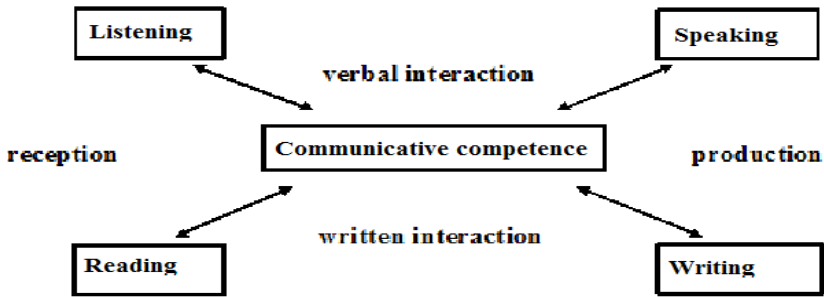 Listening
Speaking
verbal interaction
reception
Communicative competence
production
written interaction
Reading
Writing